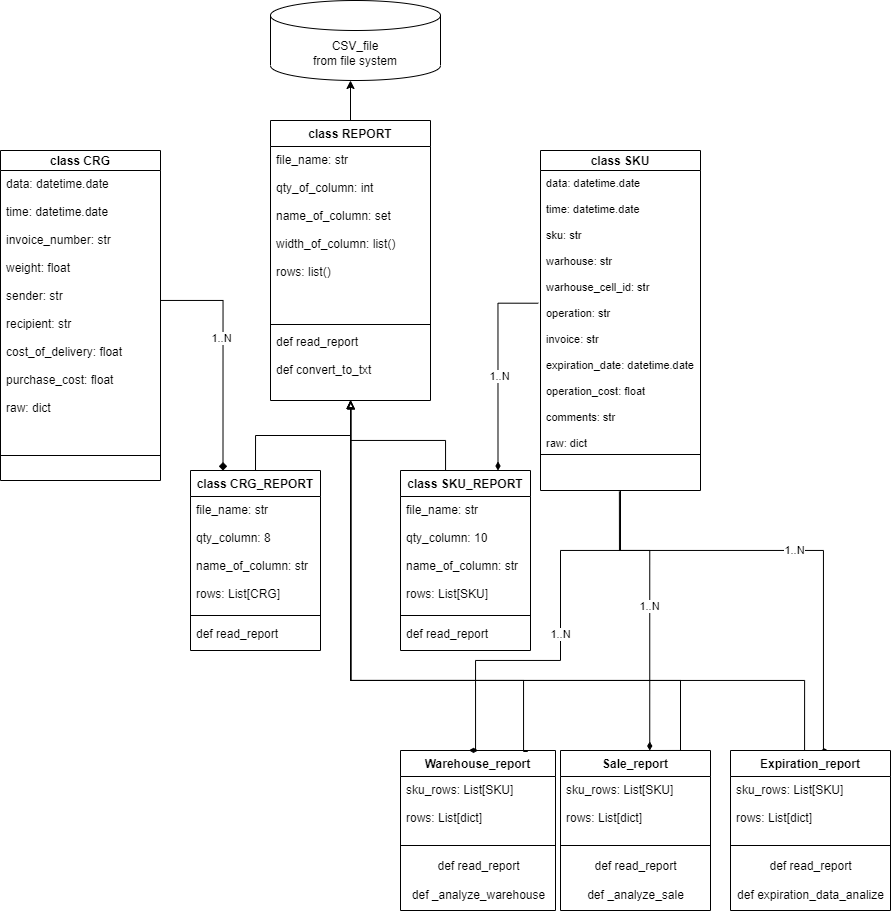 CSV_file
from file system
class REPORT
file_name: str
qty_of_column: int
name_of_column: set
width_of_column: list()
rows: list()
def read_report
def convert_to_txt
class CRG
data: datetime.date
time: datetime.date
invoice_number: str
weight: float
sender: str
recipient: str
cost_of_delivery: float
purchase_cost: float
raw: dict
1..N
class SKU
data: datetime.date
time: datetime.date
sku: str
warhouse: str
warhouse_cell_id: str
operation: str
invoice: str
expiration_date: datetime.date
operation_cost: float
comments: str
raw: dict
1..N
class CRG_REPORT
file_name: str
qty_column: 8
name_of_column: str
rows: List[CRG]
def read_report
class SKU_REPORT
file_name: str
qty_column: 10
name_of_column: str
rows: List[SKU]
def read_report
1..N
1..N
1..N
Warehouse_report
sku_rows: List[SKU]
rows: List[dict]
def read_report
def _analyze_warehouse
Sale_report
sku_rows: List[SKU]
rows: List[dict]
def read_report
def _analyze_sale
Expiration_report
sku_rows: List[SKU]
rows: List[dict]
def read_report
def expiration_data_analize